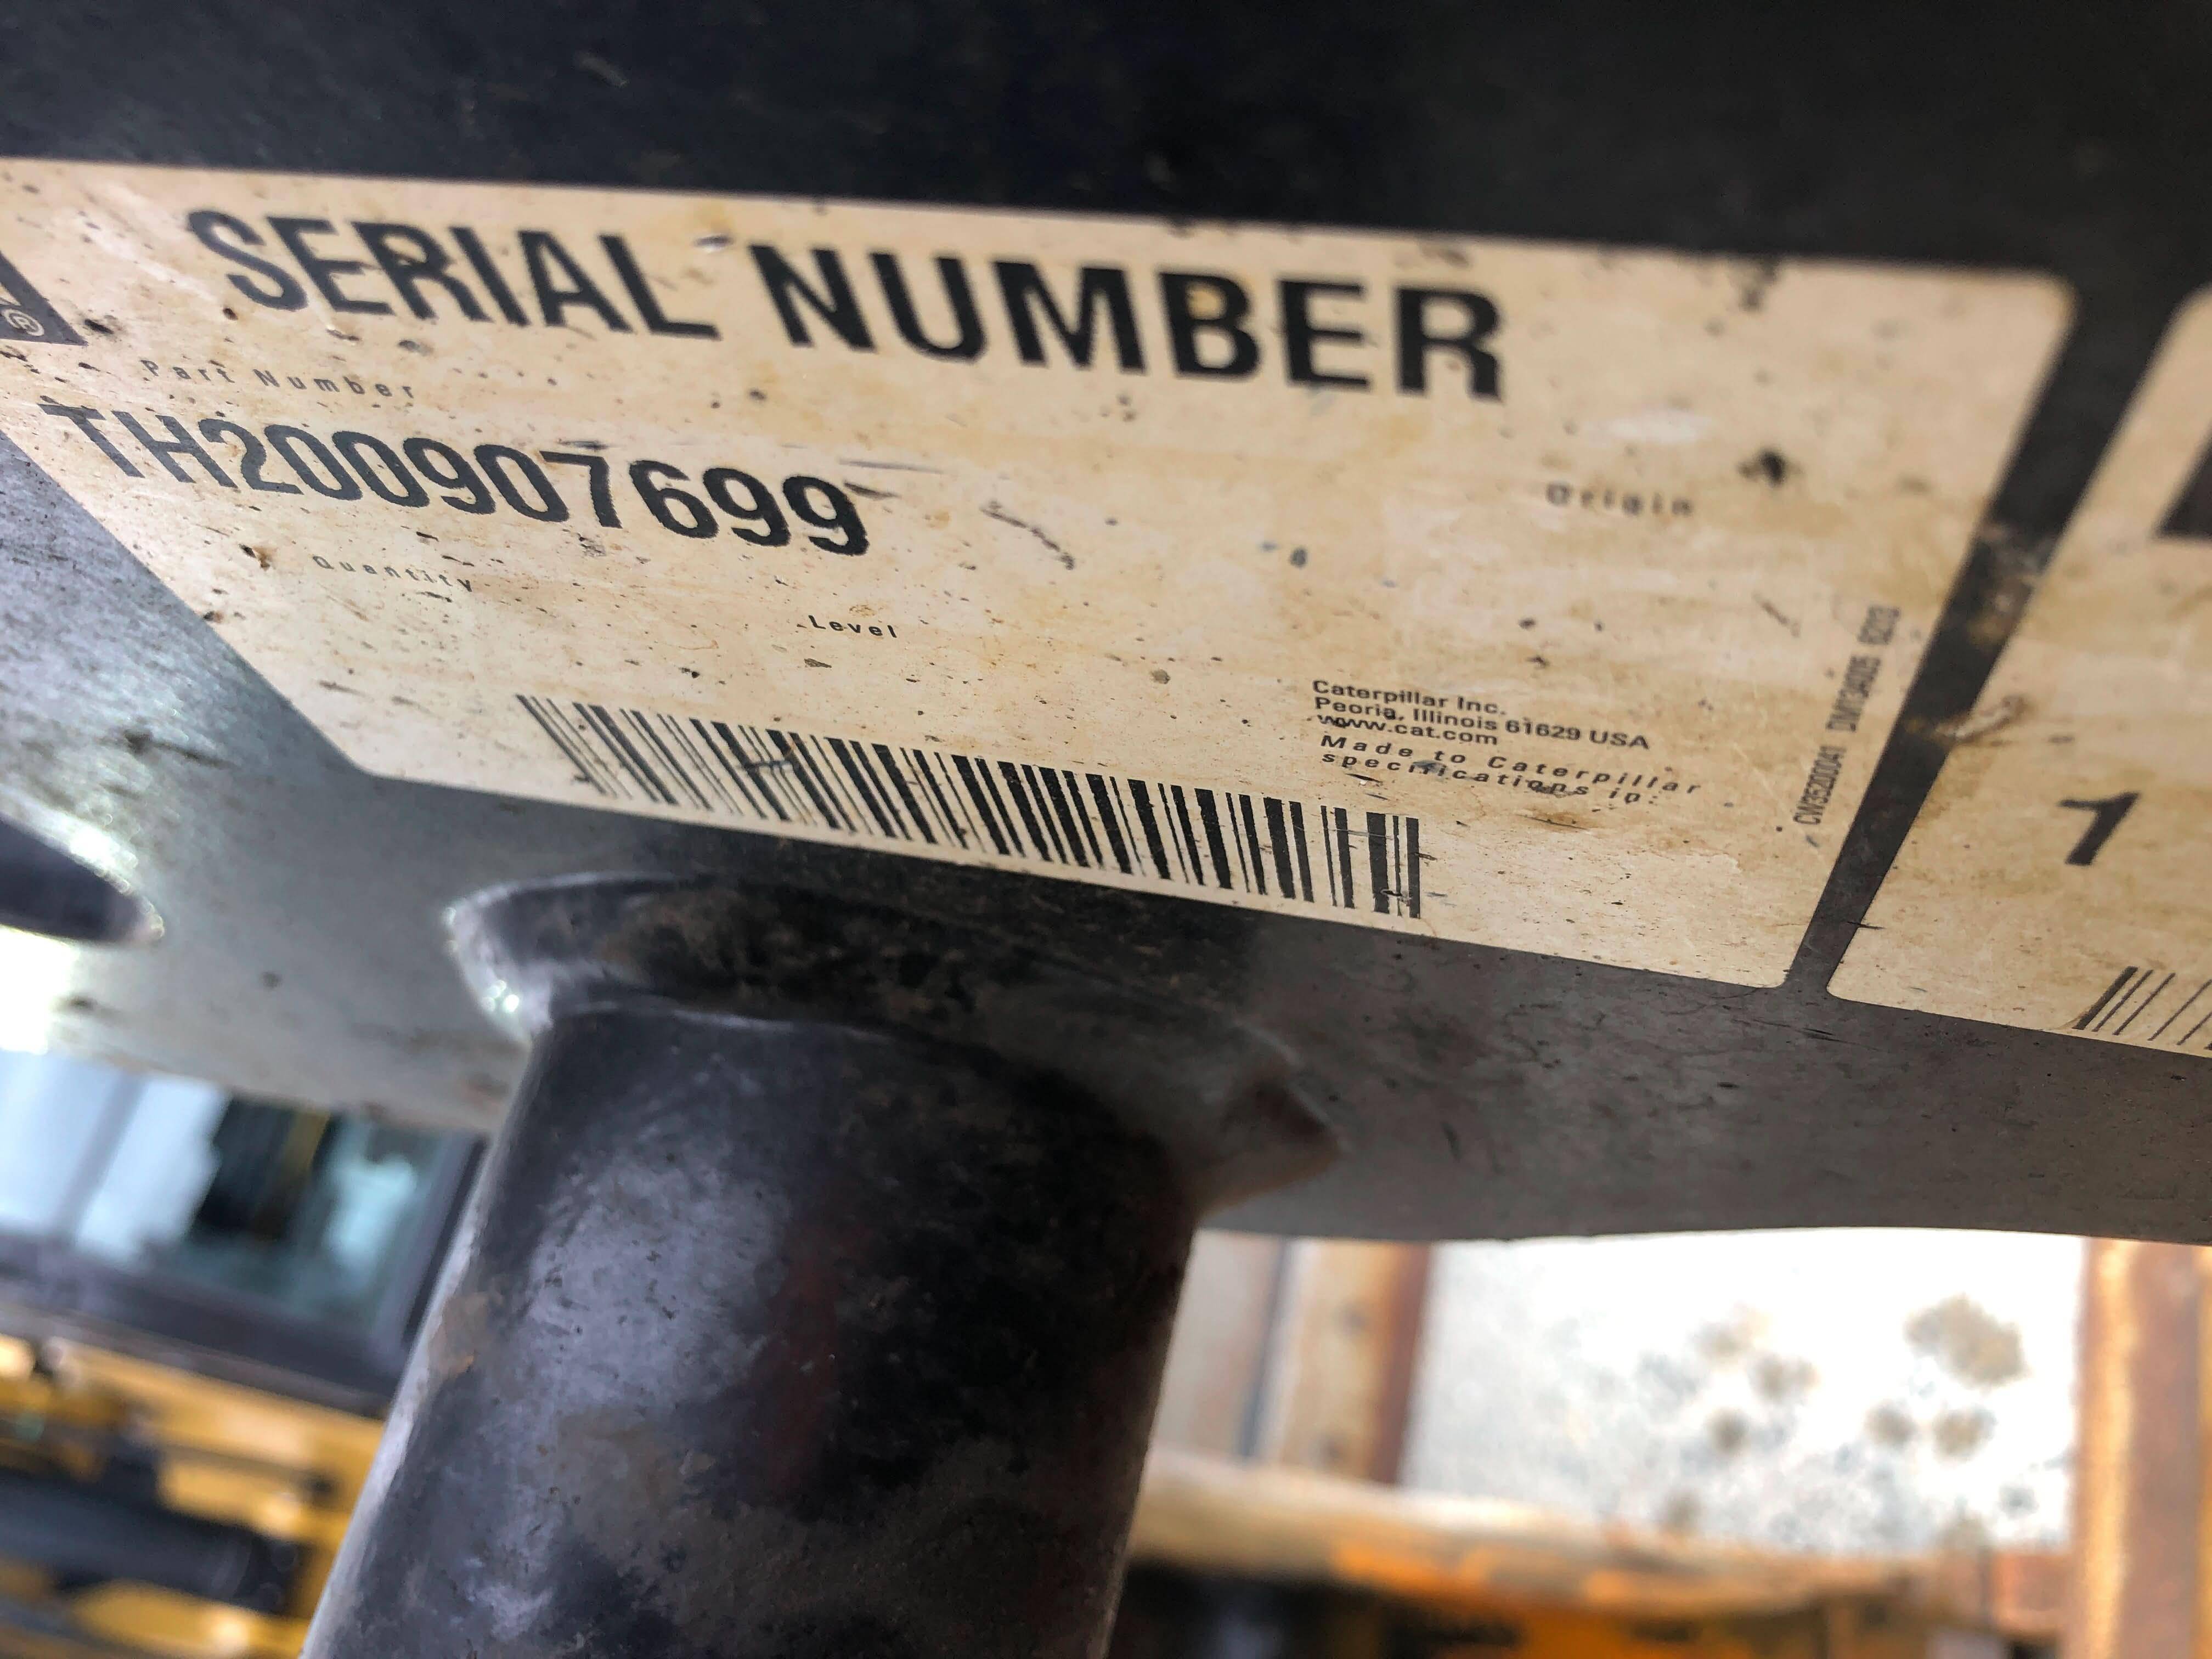 ®
SERIAL NUMBER
Part Number
TH200907699
Origin
Quantity
Level
Caterpillar Inc.
Peoria, Illinois 61629 USA
www.cat.com
Made to Caterpillar
specifications in:
1